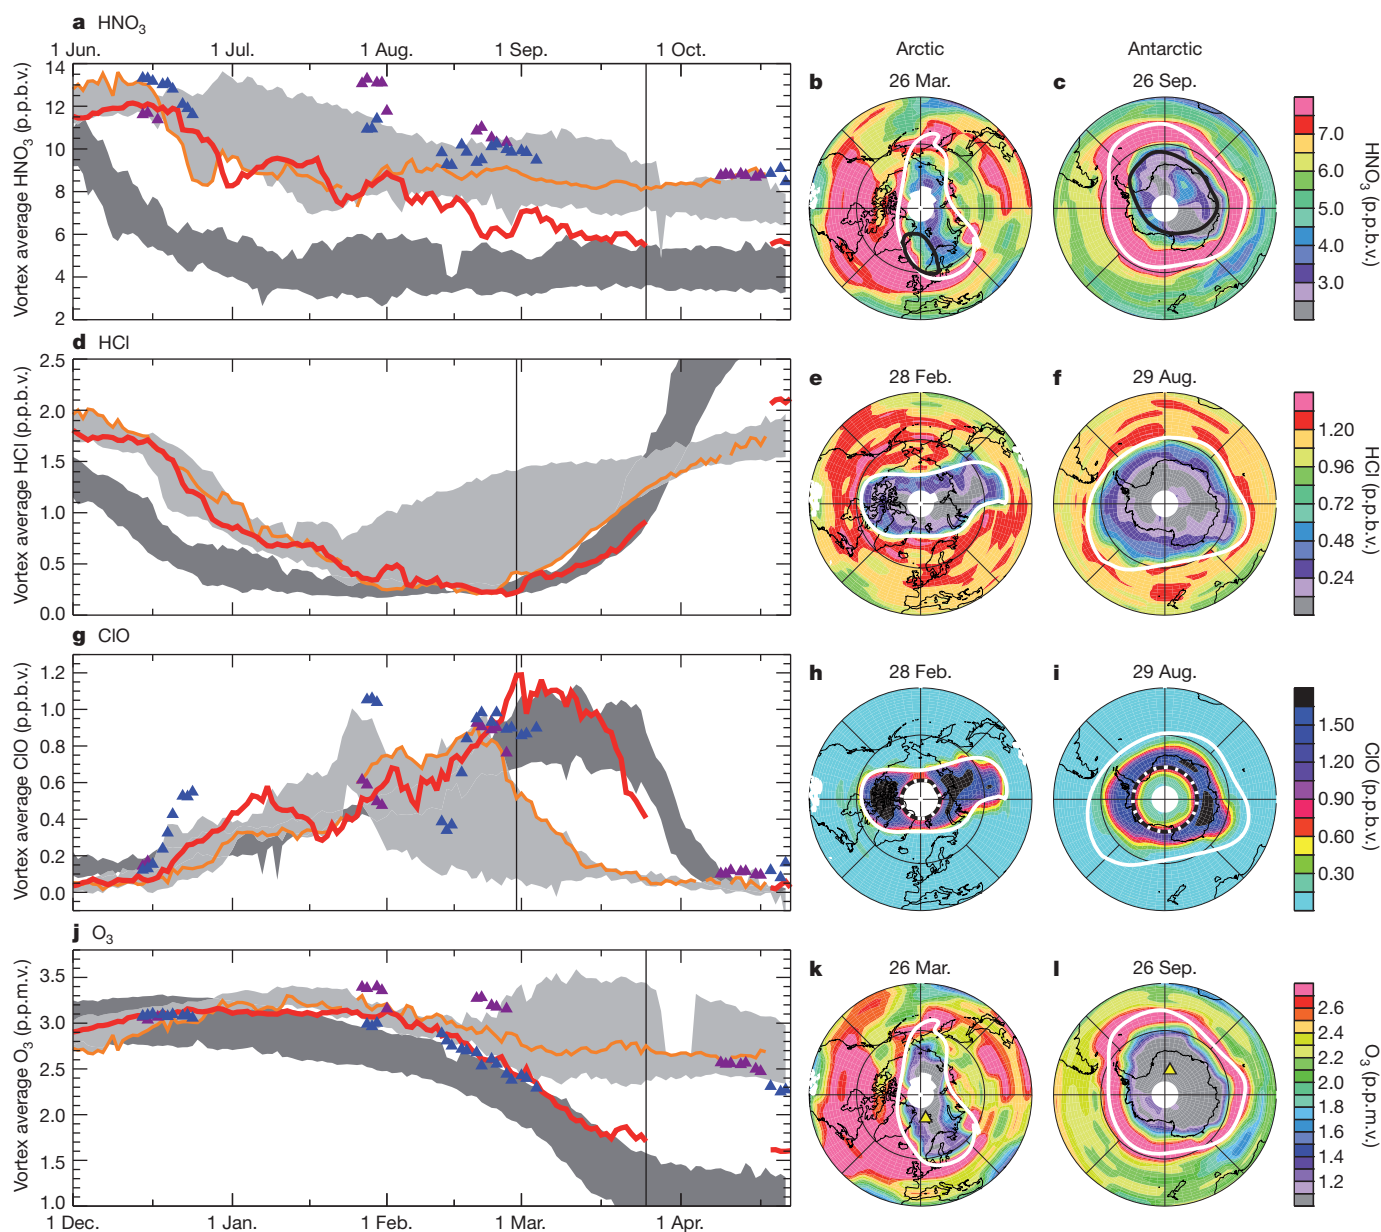 a HNO3
1 Jun. 1 Jul. 1 Aug. 1 Sep. 1 Oct.
Arctic Antarctic
14
12
10
8
6
4
2
Vortex average HNO3 (p.p.b.v.)
b 26 Mar.
c 26 Sep.
7.0
6.0
5.0
4.0
3.0
HNO3 (p.p.b.v.)
d HCl
2.5
2.0
1.5
1.0
0.5
0.0
Vortex average HCl (p.p.b.v.)
e 28 Feb.
f 29 Aug.
1.20
0.96
0.72
0.48
0.24
HCl (p.p.b.v.)
g ClO
1.2
1.0
0.8
0.6
0.4
0.2
0.0
Vortex average ClO (p.p.b.v.)
h 28 Feb.
i 29 Aug.
1.50
1.20
0.90
0.60
0.30
ClO (p.p.b.v.)
j O3
3.5
3.0
2.5
2.0
1.5
1.0
Vortex average O3 (p.p.m.v.)
1 Dec. 1 Jan. 1 Feb. 1 Mar. 1 Apr.
k 26 Mar.
l 26 Sep.
2.6
2.4
2.2
2.0
1.8
1.6
1.4
1.2
O3 (p.p.m.v.)